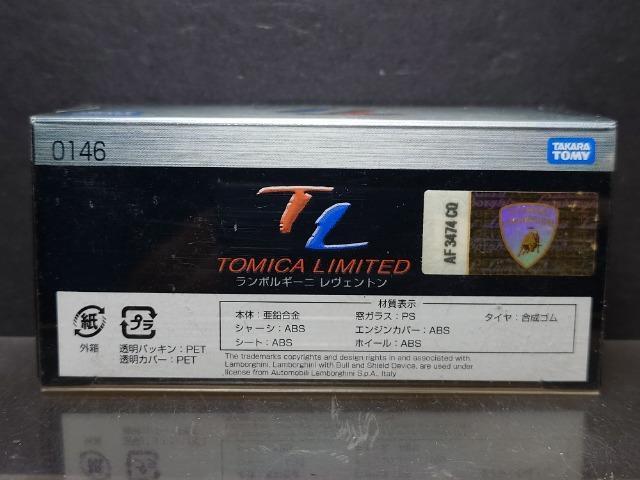 0146
TAKARA
TOMY
TL
TOMICA LIMITED
ランボルギーニ レヴェントン
AF 3474 CQ
材質表示
本体：亜鉛合金 窓ガラス：PS タイヤ：合成ゴム
シャーシ：ABS エンジンカバー：ABS
シート：ABS ホイール：ABS
紙
プラ
外箱
透明パッキン：PET
透明カバー：PET
The trademarks copyrights and design rights in and associated with
Lamborghini, Lamborghini with Bull and Shield Device, are used under
license from Automobili Lamborghini S.p.A., Italy